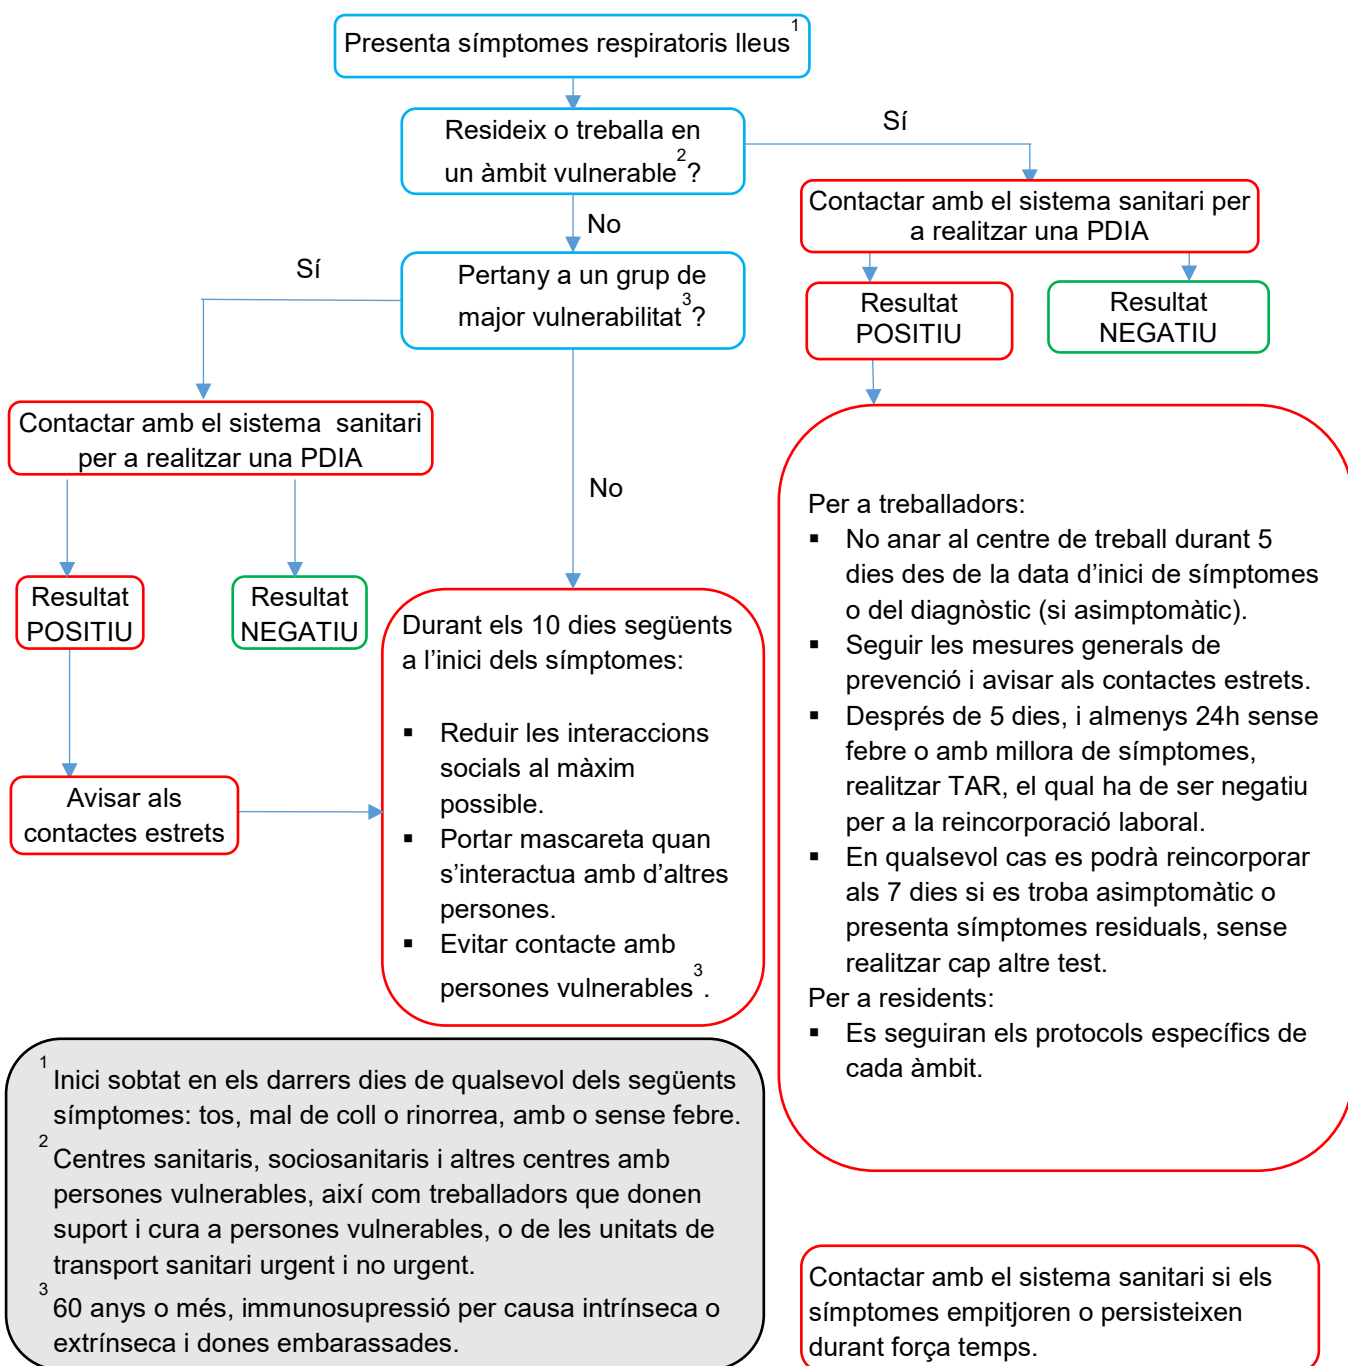 Presenta símptomes respiratoris lleus1
Resideix o treballa en
un àmbit vulnerable2?
Sí
No
Contactar amb el sistema sanitari per
a realitzar una PDIA
Resultat
POSITIU
Resultat
NEGATIU
Pertany a un grup de
major vulnerabilitat3?
Sí
No
Contactar amb el sistema  sanitari
per a realitzar una PDIA
Resultat
POSITIU
Resultat
NEGATIU
Avisar als
contactes estrets
Durant els 10 dies següents
a l’inici dels símptomes:
▪ Reduir les interaccions
socials al màxim
possible.
▪ Portar mascareta quan
s’interactua amb d’altres
persones.
▪ Evitar contacte amb
persones vulnerables3.
Per a treballadors:
▪ No anar al centre de treball durant 5
dies des de la data d’inici de símptomes
o del diagnòstic (si asimptomàtic).
▪ Seguir les mesures generals de
prevenció i avisar als contactes estrets.
▪ Després de 5 dies, i almenys 24h sense
febre o amb millora de símptomes,
realitzar TAR, el qual ha de ser negatiu
per a la reincorporació laboral.
▪ En qualsevol cas es podrà reincorporar
als 7 dies si es troba asimptomàtic o
presenta símptomes residuals, sense
realitzar cap altre test.
Per a residents:
▪ Es seguiran els protocols específics de
cada àmbit.
1 Inici sobtat en els darrers dies de qualsevol dels següents
símptomes: tos, mal de coll o rinorrea, amb o sense febre.
2 Centres sanitaris, sociosanitaris i altres centres amb
persones vulnerables, així com treballadors que donen
suport i cura a persones vulnerables, o de les unitats de
transport sanitari urgent i no urgent.
3 60 anys o més, immunosupressió per causa intrínseca o
extrínseca i dones embarassades.
Contactar amb el sistema sanitari si els
símptomes empitjoren o persisteixen
durant força temps.